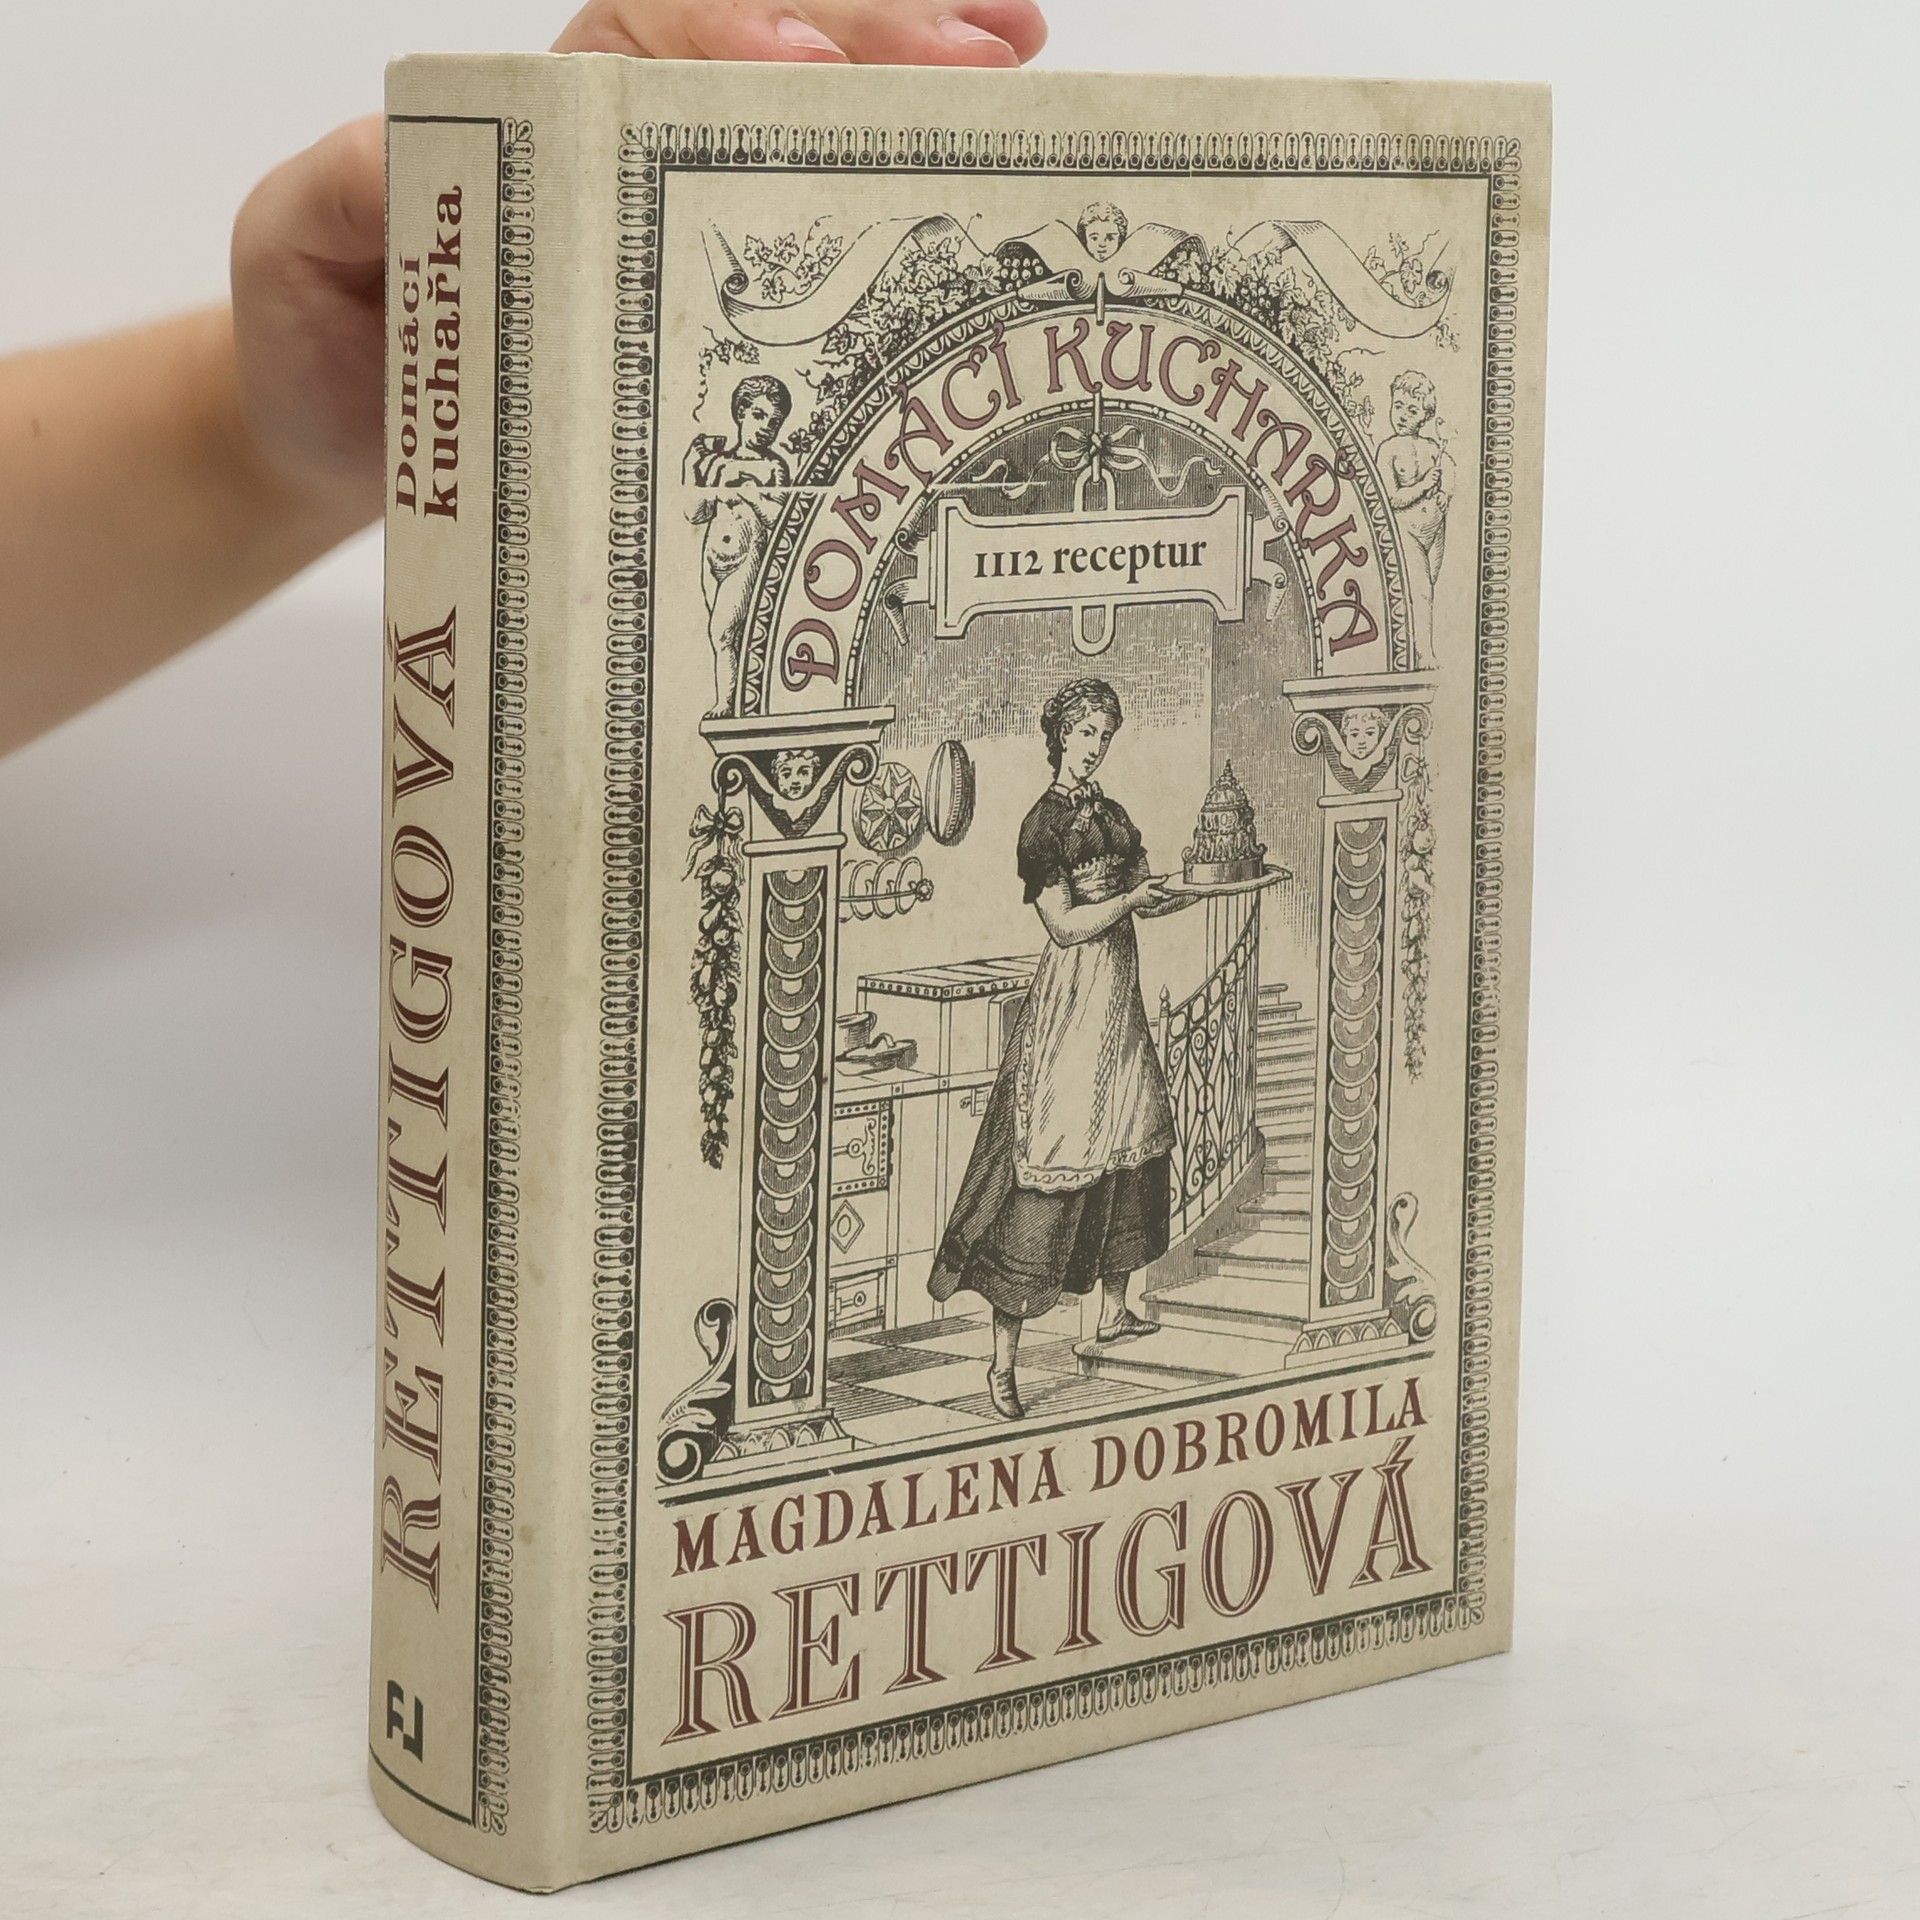 Domácí
kuchařka
RETTIGOVÁ
DOMÁCÍ KUCHAŘKA
1112 receptur
MAGDALENA DOBROMILA
RETTIGOVÁ